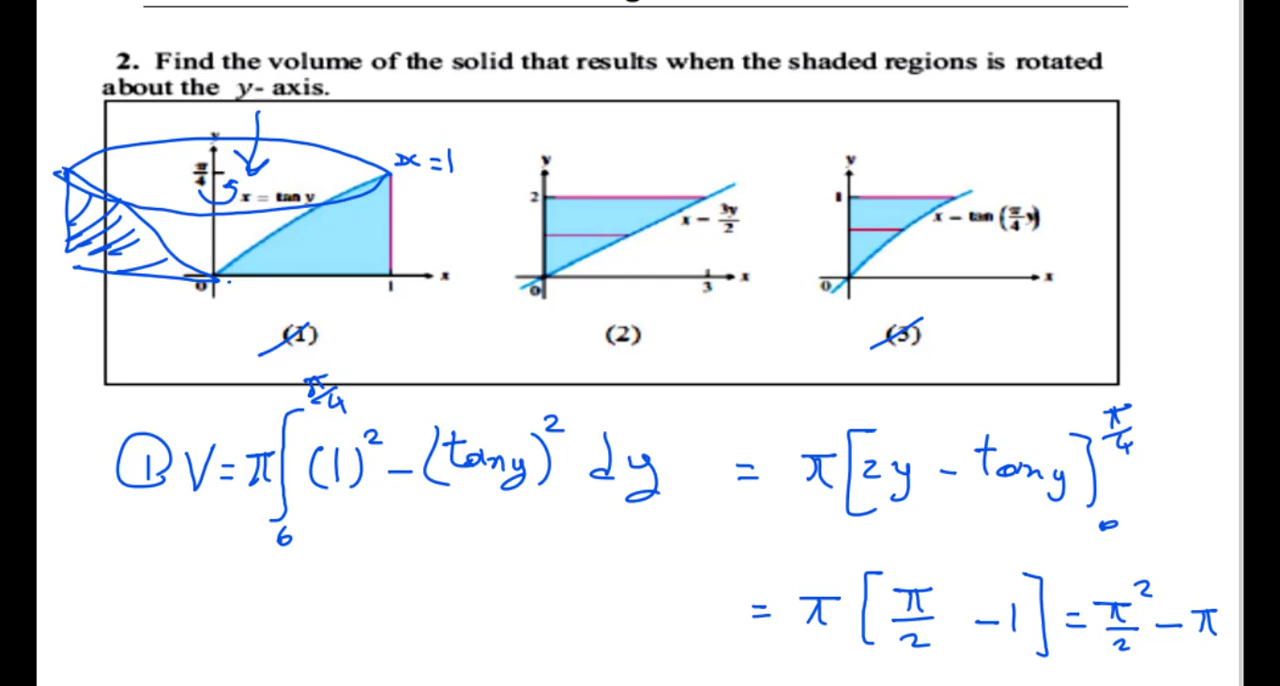 2. Find the volume of the solid that results when the shaded regions is rotated
about the y- axis.
y
π/4
5
x = tan y
x = 1
0
1
x
(1)
y
2
x = 3y/2
0
3
x
(2)
y
1
x = tan (π/4 y)
0
x
(3)
① V = π ∫₀^{π/4} (1)² − (tan y)² dy = π [2y − tan y]₀^{π/4}
= π [π/2 − 1] = π²/2 − π